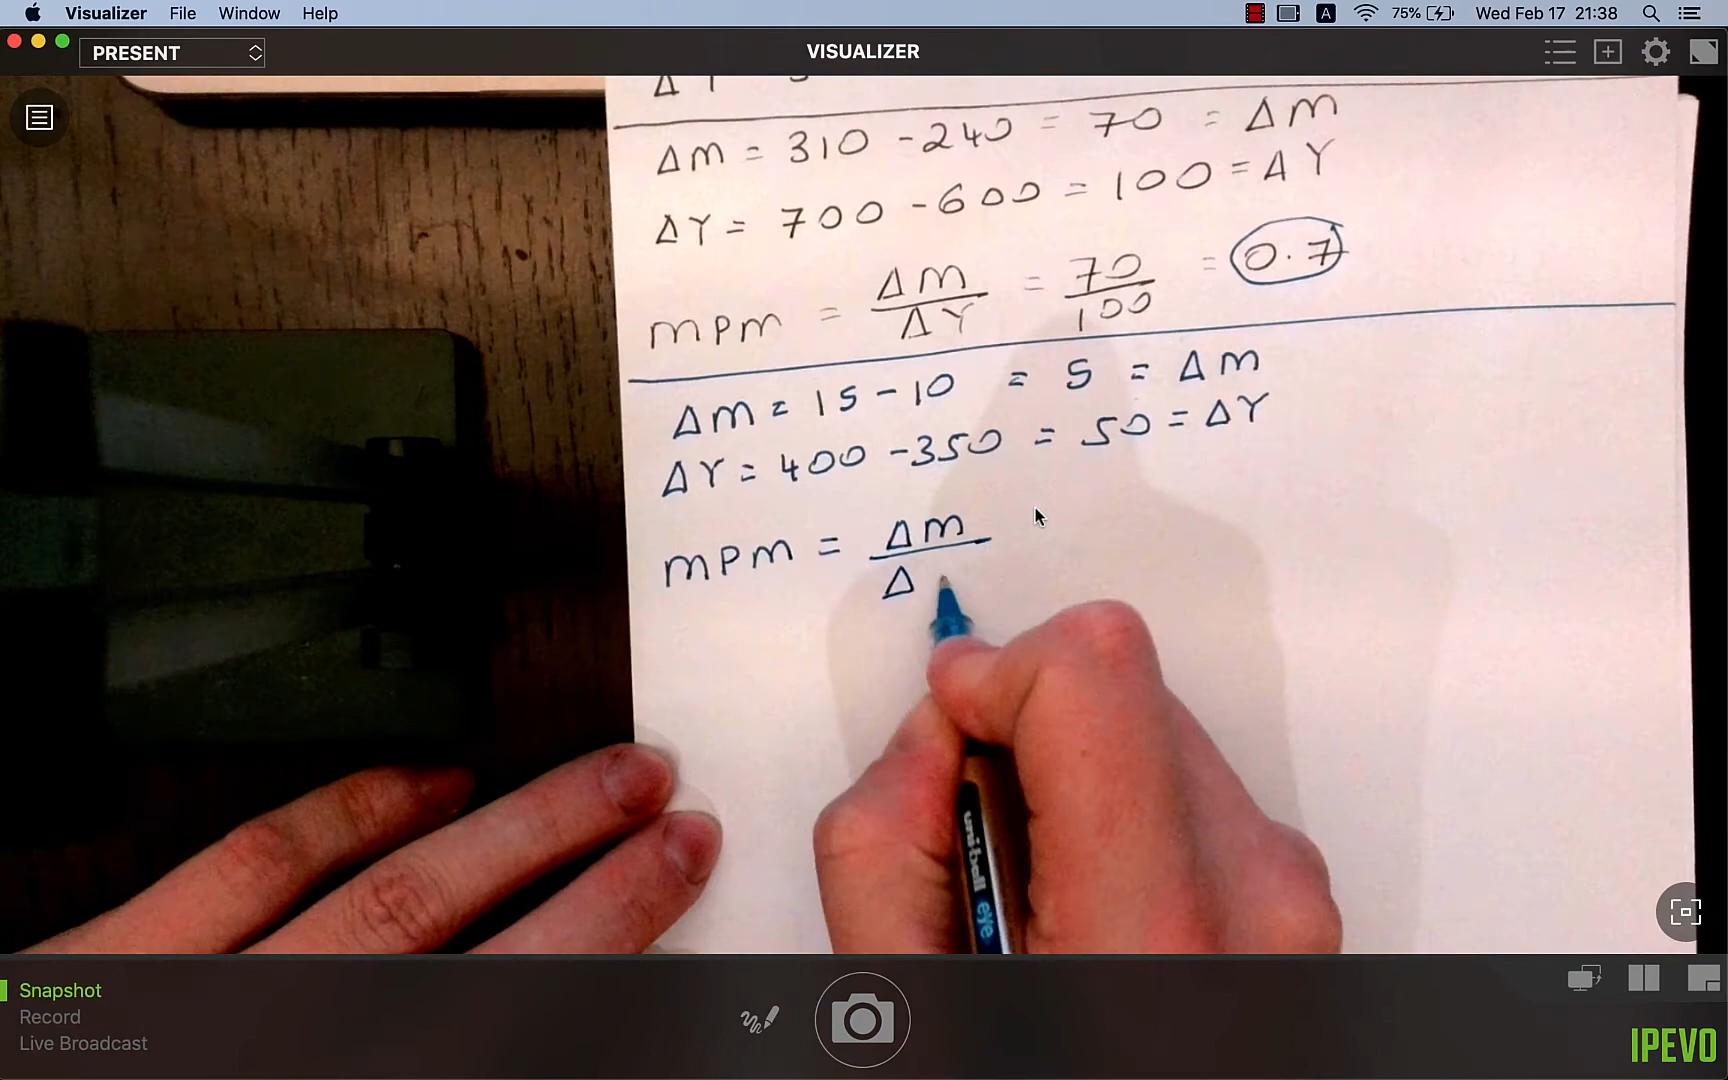 Visualizer File Window Help 75% Wed Feb 17 21:38
PRESENT
VISUALIZER
ΔM = 310 - 240 = 70 = ΔM
ΔY = 700 - 600 = 100 = ΔY
MPM = ΔM/ΔY = 70/100 = 0.7
ΔM = 15 - 10 = 5 = ΔM
ΔY = 400 - 350 = 50 = ΔY
MPM = ΔM/Δ
uni-ball eye
Snapshot
Record
Live Broadcast
IPEVO